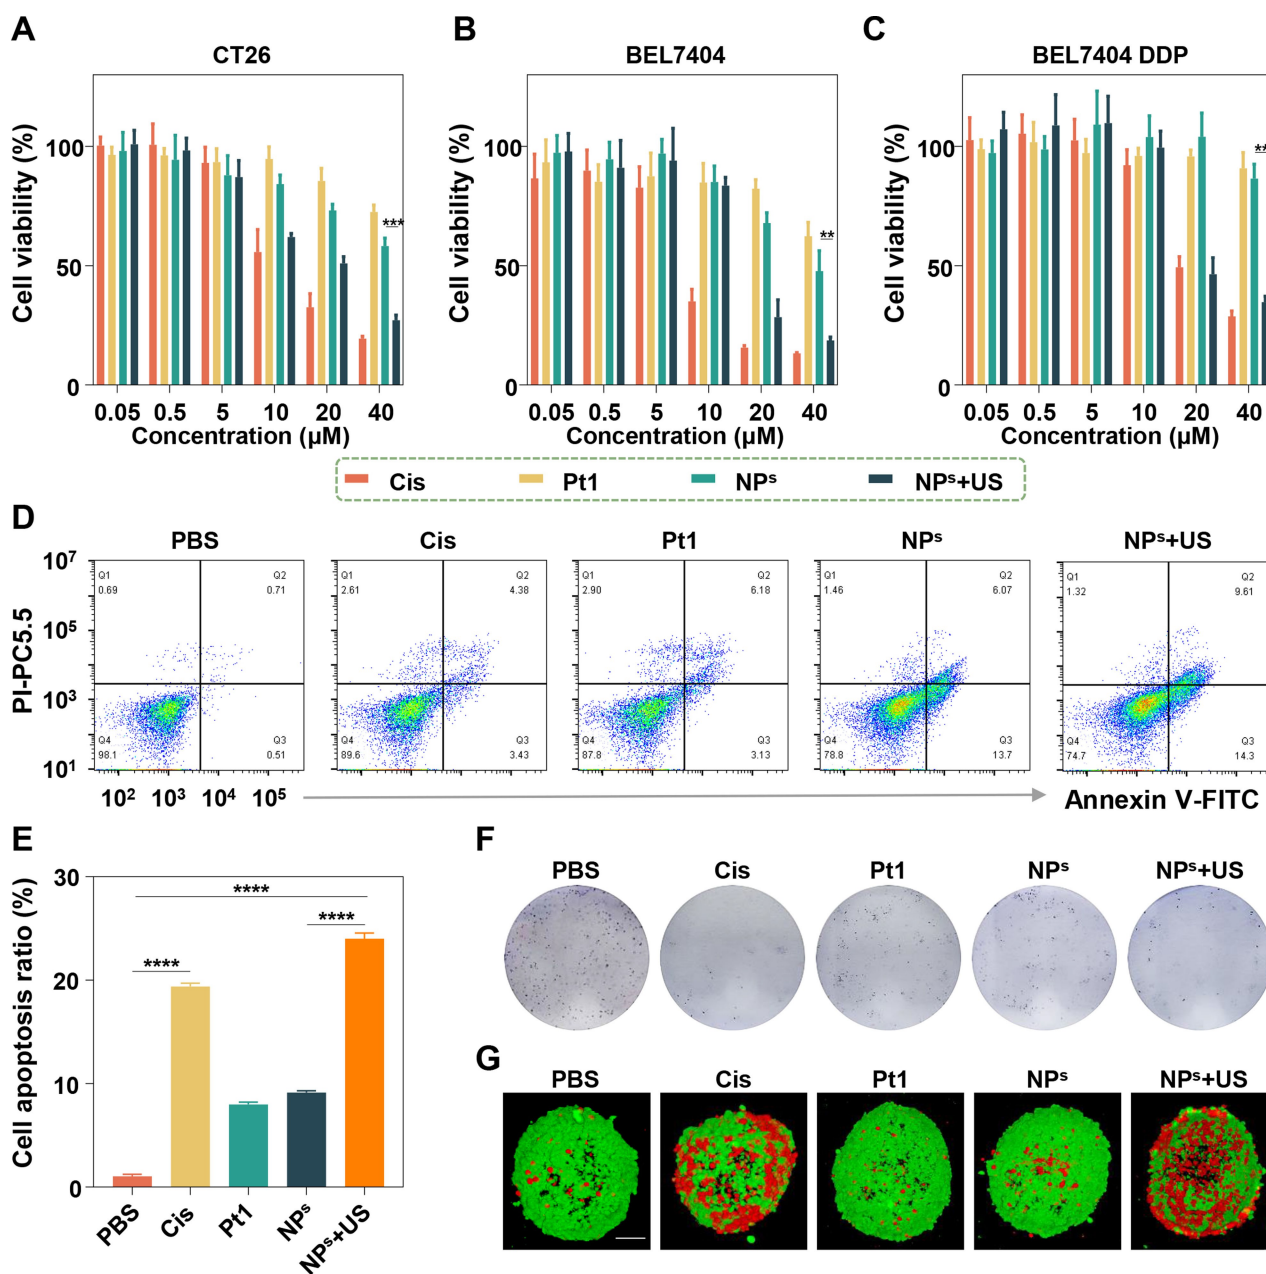 A
B
C
CT26
BEL7404
BEL7404 DDP
Cell viability (%)
100
50
0
***
0.05 0.5 5 10 20 40
Concentration (μM)
Cell viability (%)
100
50
0
**
0.05 0.5 5 10 20 40
Concentration (μM)
Cell viability (%)
100
50
0
**
0.05 0.5 5 10 20 40
Concentration (μM)
Cis Pt1 NPˢ NPˢ+US
D
PBS Cis Pt1 NPˢ NPˢ+US
PI-PC5.5
10⁷
10⁵
10³
10¹
Q1 0.69
Q2 0.71
Q4 98.1
Q3 0.51
Q1 2.61
Q2 4.38
Q4 89.6
Q3 3.43
Q1 2.90
Q2 6.18
Q4 87.8
Q3 3.13
Q1 1.46
Q2 6.07
Q4 78.8
Q3 13.7
Q1 1.32
Q2 9.61
Q4 74.7
Q3 14.3
10² 10³ 10⁴ 10⁵
Annexin V-FITC
E
Cell apoptosis ratio (%)
30
20
10
0
****
****
****
PBS Cis Pt1 NPˢ NPˢ+US
F
PBS Cis Pt1 NPˢ NPˢ+US
G
PBS Cis Pt1 NPˢ NPˢ+US